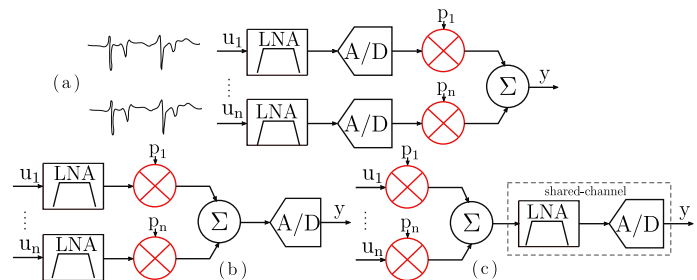 u1 LNA A/D p1
(a) Σ y
un LNA A/D pn
u1 LNA p1
Σ A/D y
un LNA pn (b)
u1 p1 shared-channel
Σ LNA A/D y
un pn (c)